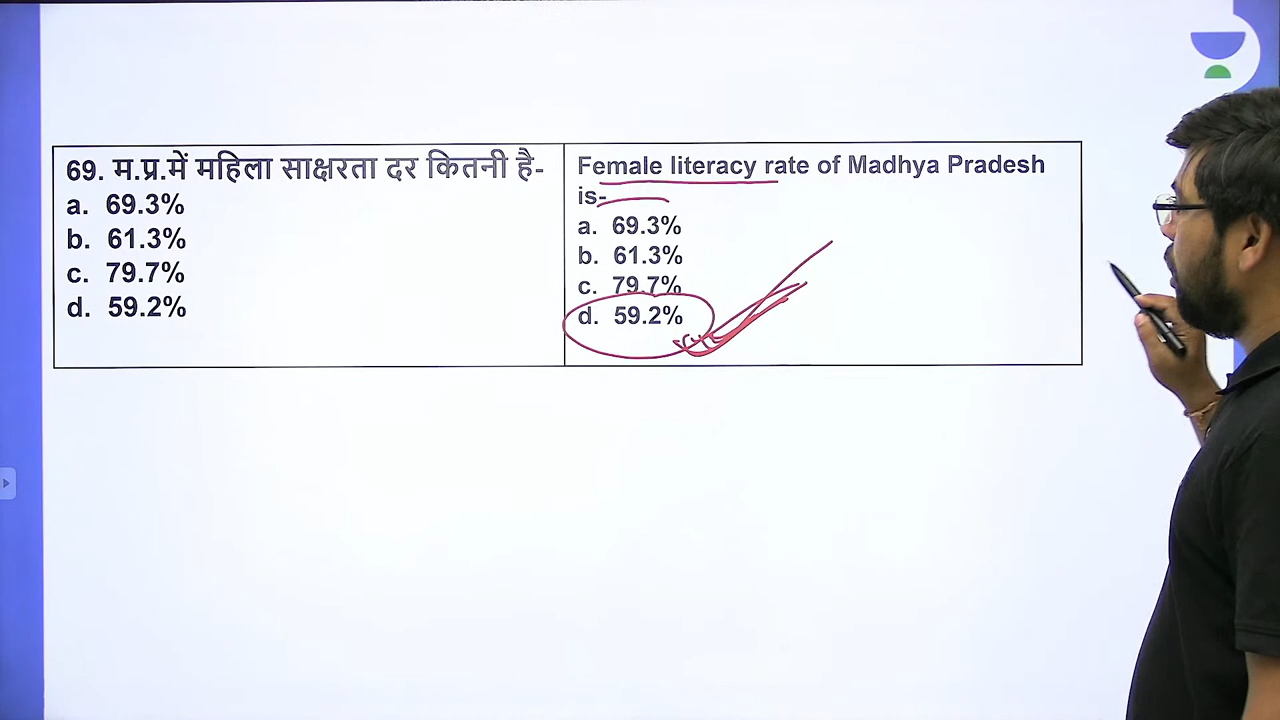 69. म.प्र.में महिला साक्षरता दर कितनी है-
a. 69.3%
b. 61.3%
c. 79.7%
d. 59.2%
Female literacy rate of Madhya Pradesh
is-
a. 69.3%
b. 61.3%
c. 79.7%
d. 59.2%